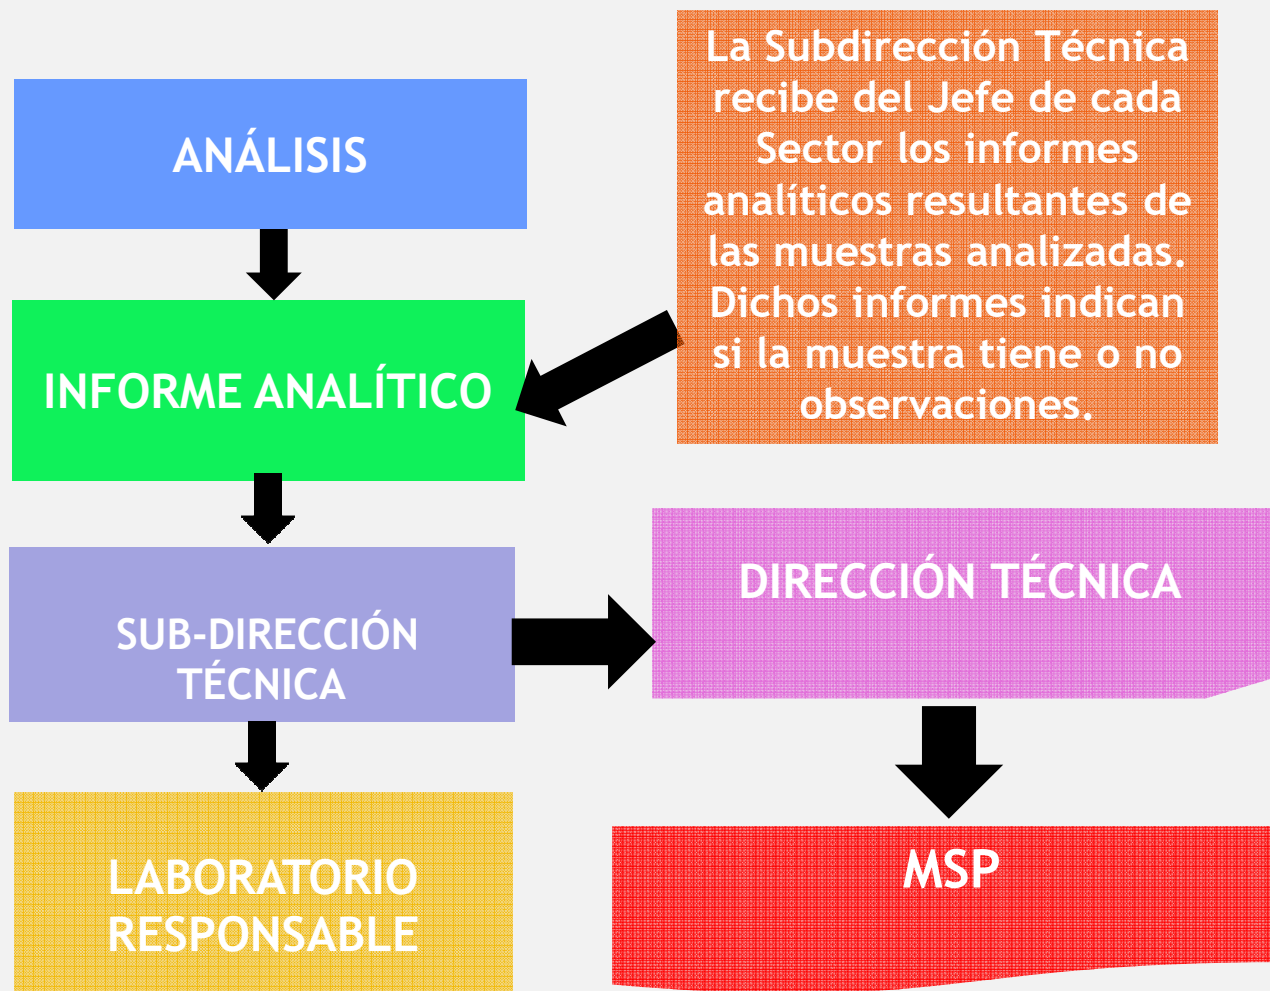 ANÁLISIS
La Subdirección Técnica
recibe del Jefe de cada
Sector los informes
analíticos resultantes de
las muestras analizadas.
Dichos informes indican
si la muestra tiene o no
observaciones.
INFORME ANALÍTICO
SUB-DIRECCIÓN
TÉCNICA
DIRECCIÓN TÉCNICA
LABORATORIO
RESPONSABLE
MSP